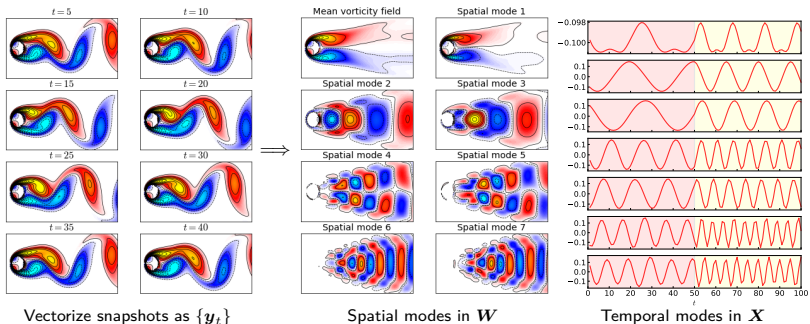 t = 5
t = 10
t = 15
t = 20
t = 25
t = 30
t = 35
t = 40
⟹
Mean vorticity field
Spatial mode 1
Spatial mode 2
Spatial mode 3
Spatial mode 4
Spatial mode 5
Spatial mode 6
Spatial mode 7
−0.098
−0.100
0.1
0.0
−0.1
0.1
0.0
−0.1
0.1
0.0
−0.1
0.1
0.0
−0.1
0.1
0.0
−0.1
0.1
0.0
−0.1
0 10 20 30 40 50 60 70 80 90 100
t
Vectorize snapshots as {y_t}
Spatial modes in W
Temporal modes in X